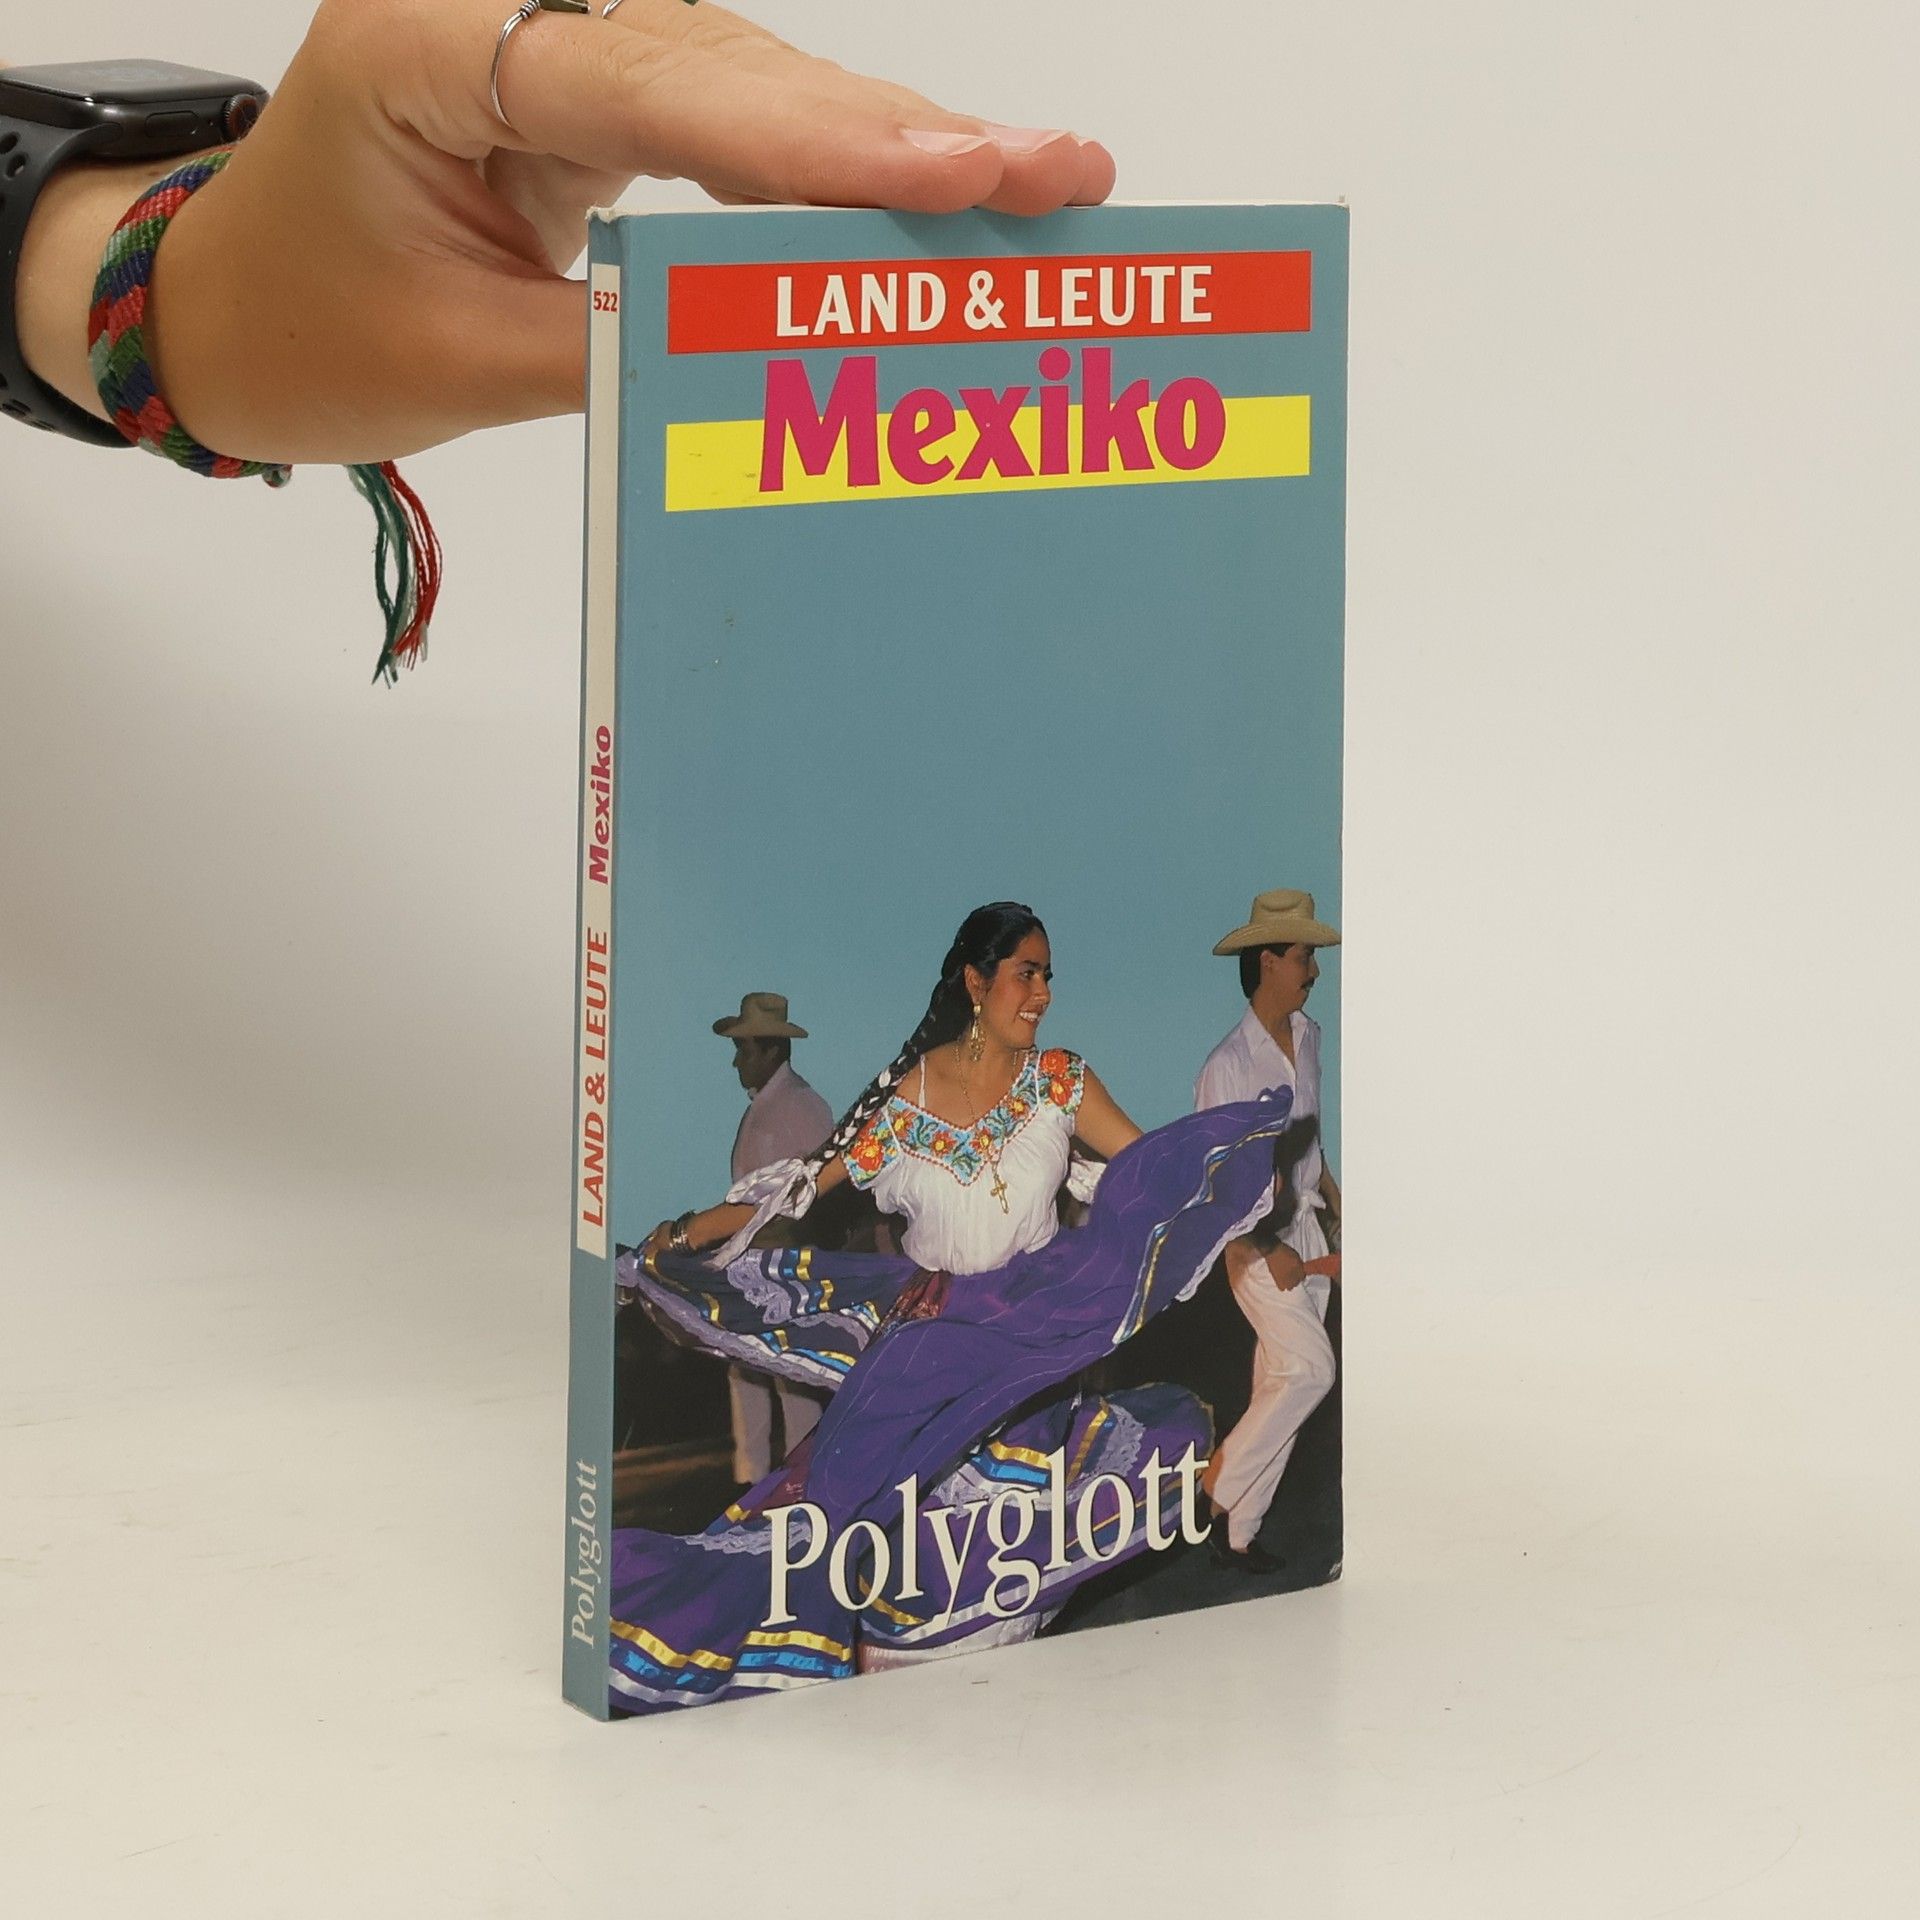 LAND & LEUTE
Mexiko
Polyglott
522
LAND & LEUTE Mexiko
Polyglott